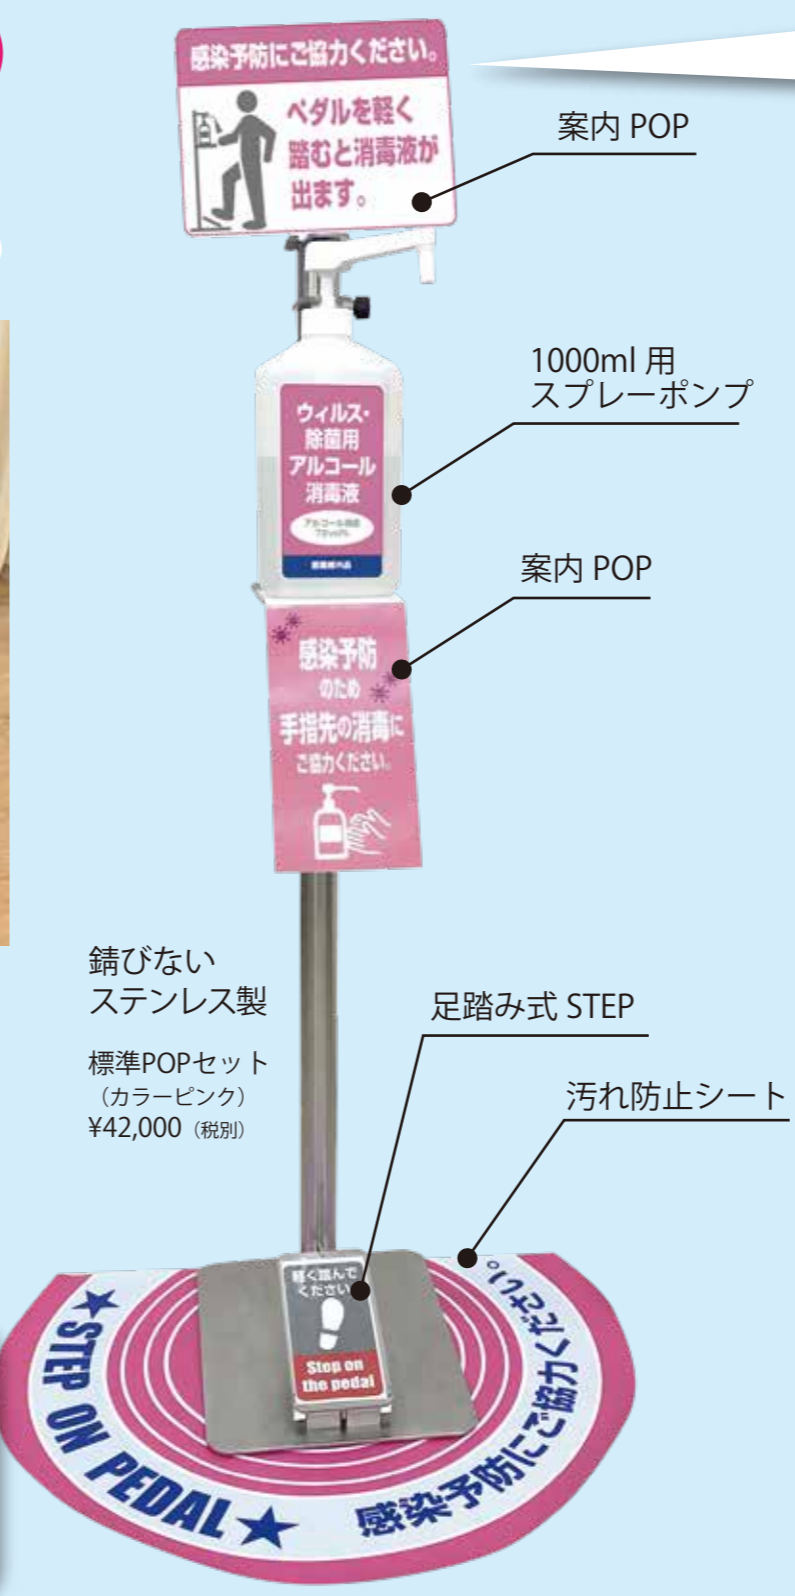 感染予防にご協力ください。
ペダルを軽く
踏むと消毒液が
出ます。
案内 POP
1000ml 用
スプレーポンプ
ウィルス・
除菌用
アルコール
消毒液
案内 POP
感染予防
のため
手指先の消毒に
ご協力ください。
錆びない
ステンレス製
標準POPセット
（カラーピンク）
¥42,000（税別）
足踏み式 STEP
汚れ防止シート
軽く踏んで
ください
Step on
the pedal
★STEP ON PEDAL★
感染予防にご協力ください。